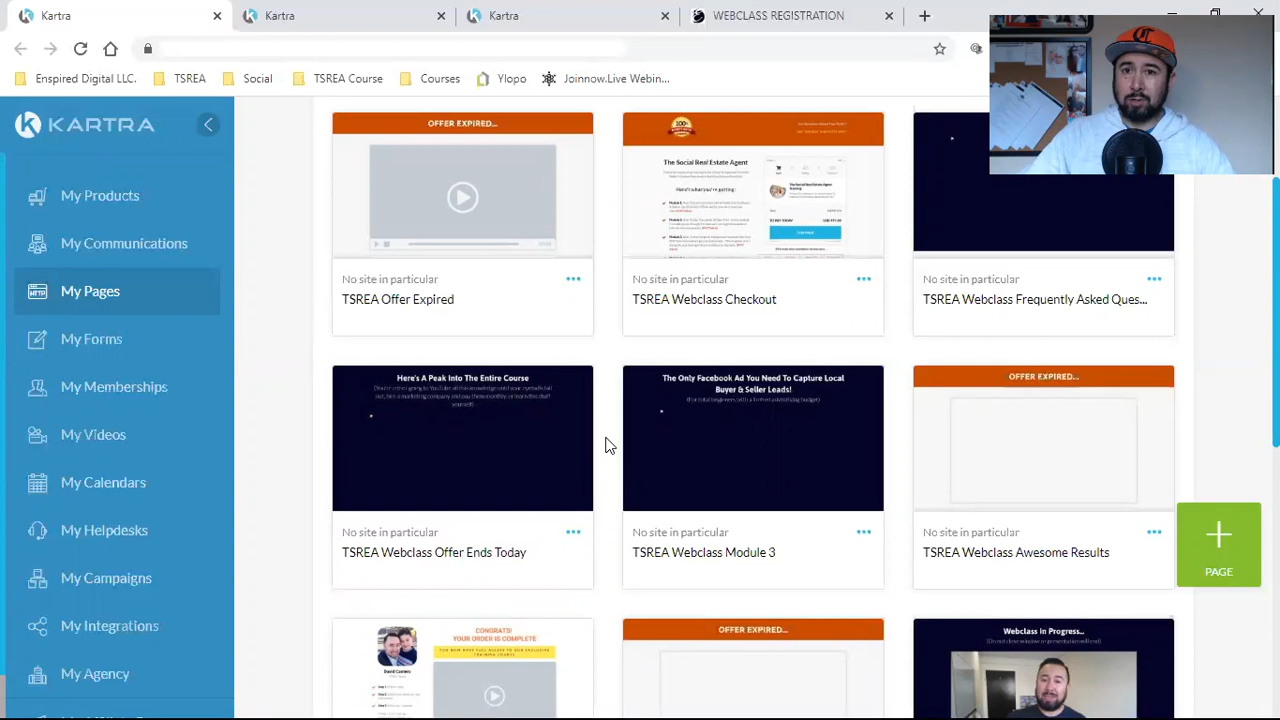 Kartra
Kartra
WEBCLASS REGISTRATION
Enspired Digital LLC.
TSREA
Social
TSREA Course
Courses
Ylopo
Joinnow.Live Webin...
KARTRA
My Communications
My Pages
My Forms
My Memberships
My Videos
My Calendars
My Helpdesks
My Campaigns
My Integrations
My Agency
OFFER EXPIRED...
No site in particular
TSREA Offer Expired
100%
The Social Real Estate Agent
Here's what you're getting:
No site in particular
TSREA Webclass Checkout
No site in particular
TSREA Webclass Frequently Asked Ques...
Here's A Peak Into The Entire Course
No site in particular
TSREA Webclass Offer Ends Today
The Only Facebook Ad You Need To Capture Local
Buyer & Seller Leads!
No site in particular
TSREA Webclass Module 3
OFFER EXPIRED...
No site in particular
TSREA Webclass Awesome Results
PAGE
CONGRATS!
YOUR ORDER IS COMPLETE
OFFER EXPIRED...
Webclass In Progress...